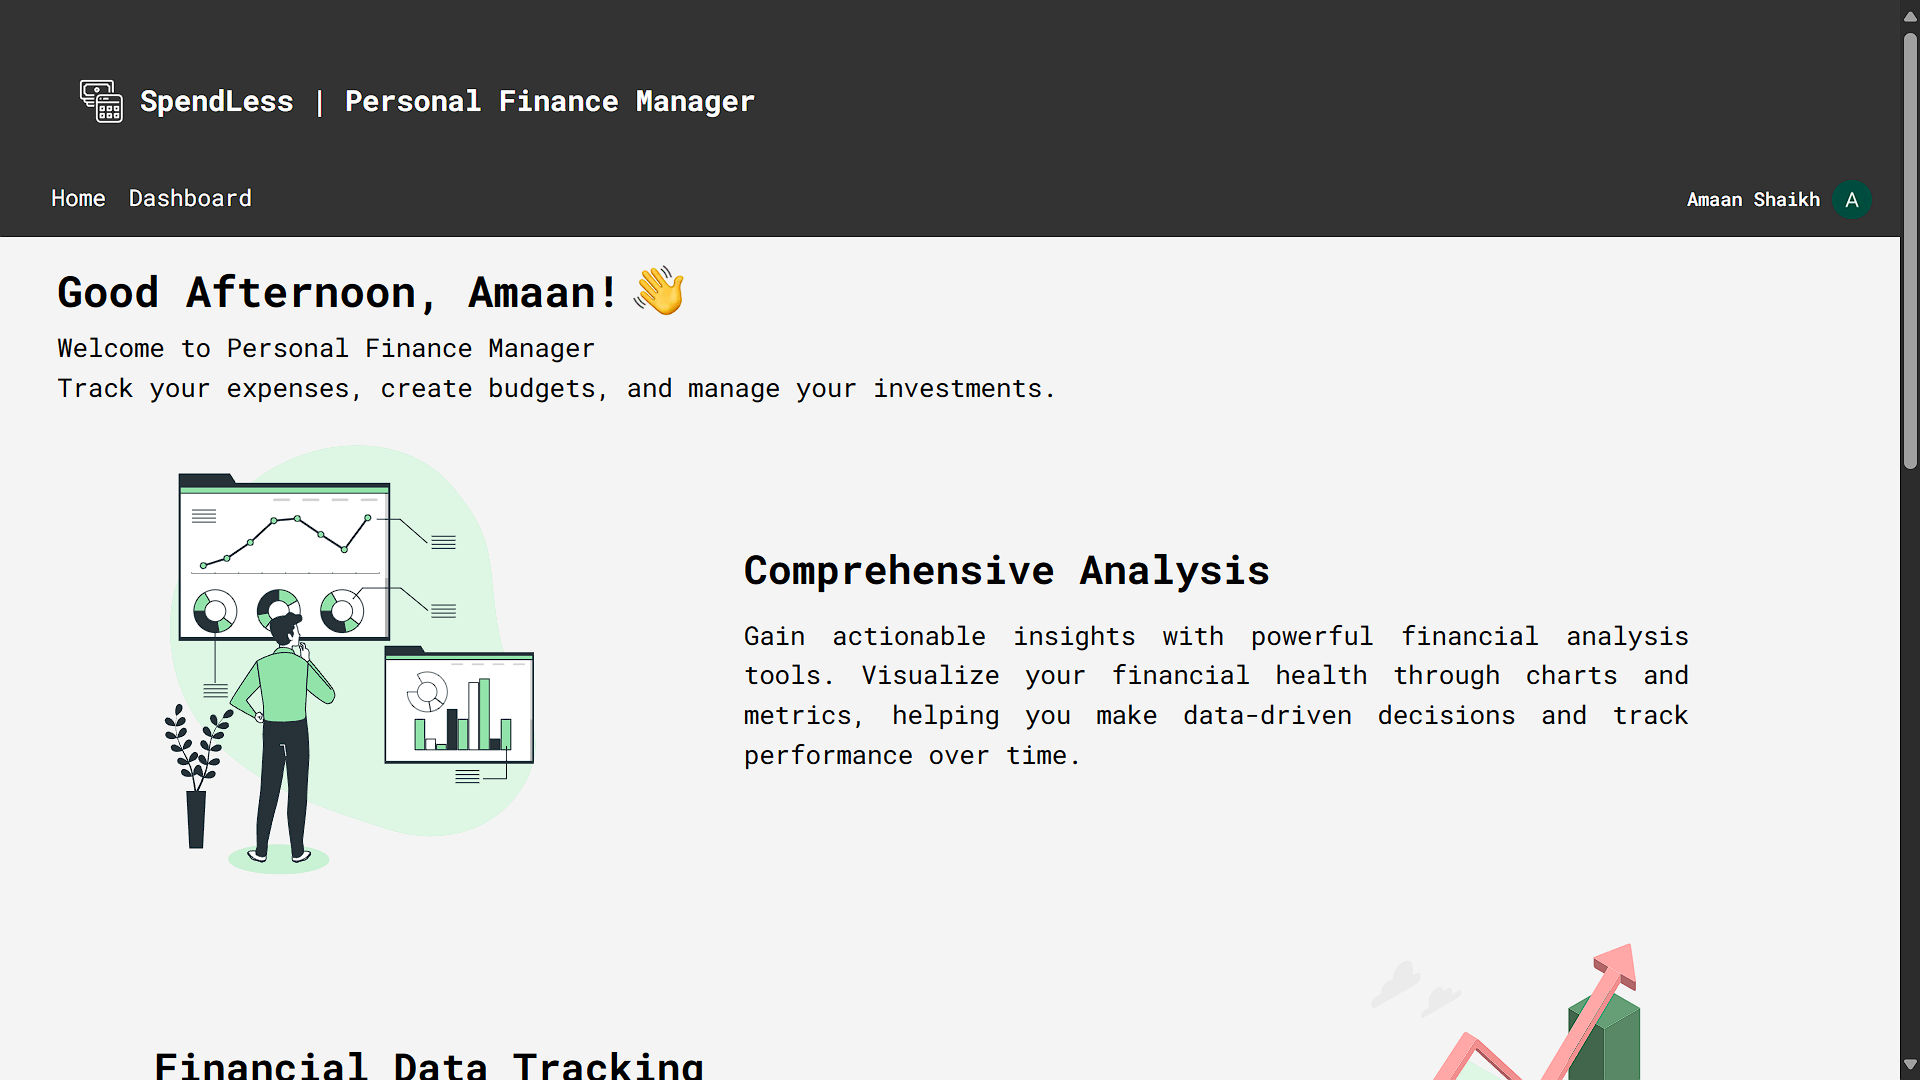 SpendLess | Personal Finance Manager
Home Dashboard
Amaan Shaikh A
Good Afternoon, Amaan! 👋
Welcome to Personal Finance Manager
Track your expenses, create budgets, and manage your investments.
Comprehensive Analysis
Gain actionable insights with powerful financial analysis
tools. Visualize your financial health through charts and
metrics, helping you make data-driven decisions and track
performance over time.
Financial Data Tracking